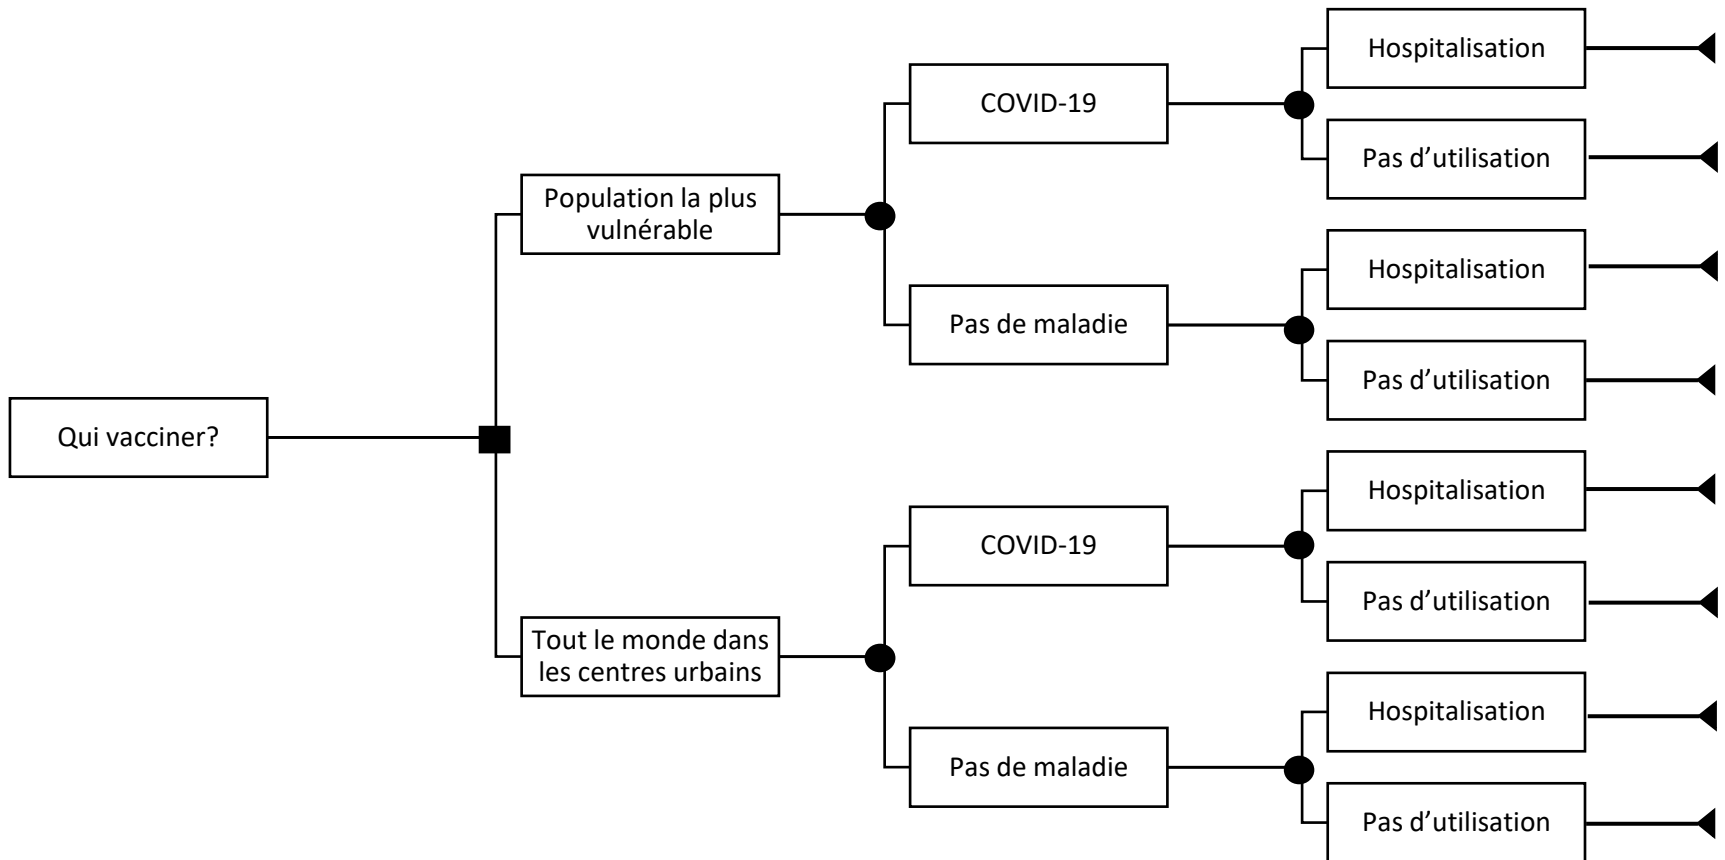 Qui vacciner?
Population la plus
vulnérable
Tout le monde dans
les centres urbains
COVID-19
Pas de maladie
COVID-19
Pas de maladie
Hospitalisation
Pas d’utilisation
Hospitalisation
Pas d’utilisation
Hospitalisation
Pas d’utilisation
Hospitalisation
Pas d’utilisation